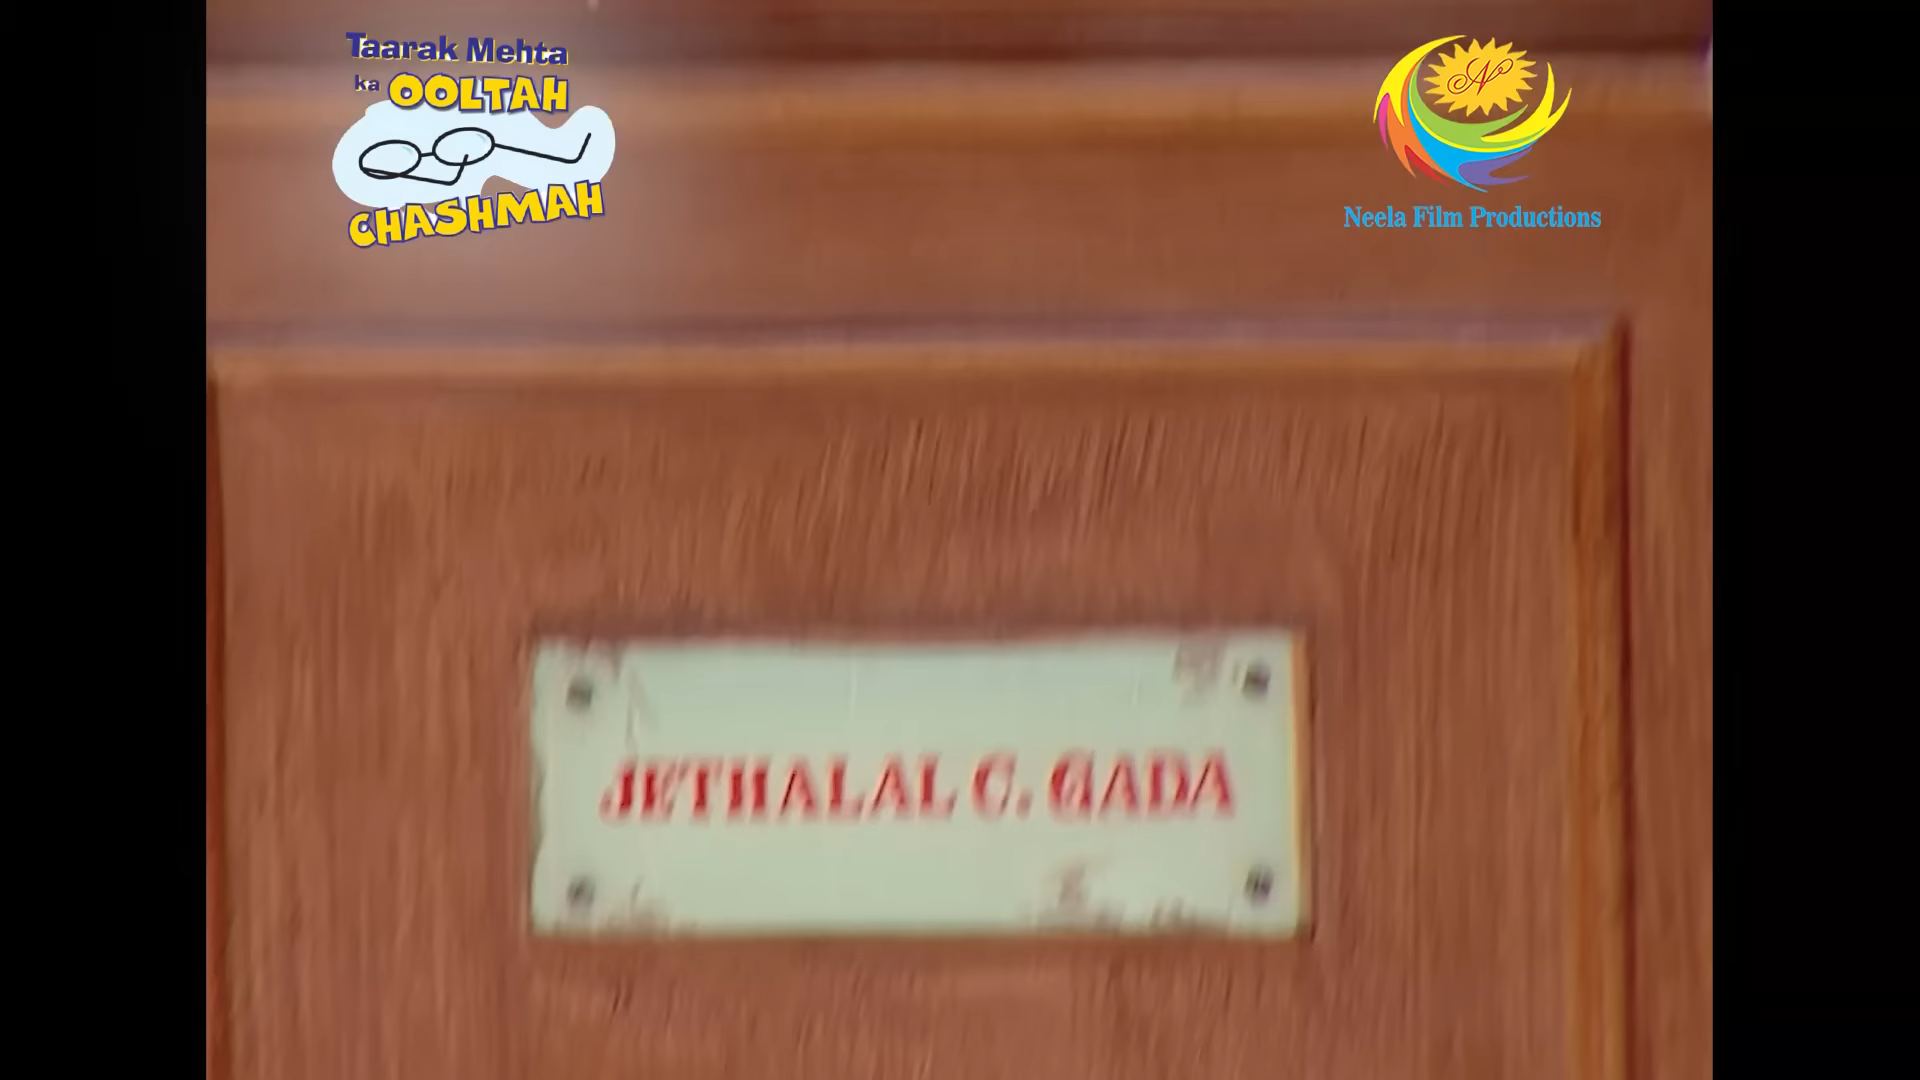 Taarak Mehta
ka OOLTAH
CHASHMAH
N
Neela Film Productions
JETHALAL C. GADA